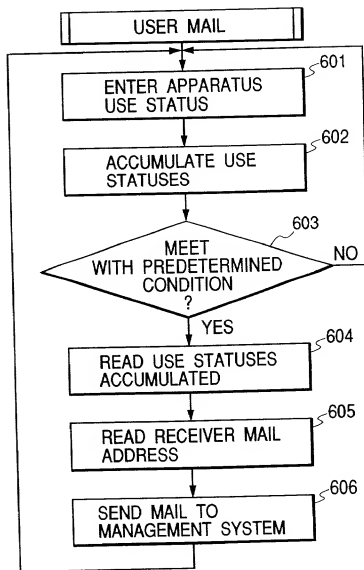 USER MAIL
601
ENTER APPARATUS
USE STATUS
602
ACCUMULATE USE
STATUSES
603
MEET
WITH PREDETERMINED
CONDITION
?
NO
YES
604
READ USE STATUSES
ACCUMULATED
605
READ RECEIVER MAIL
ADDRESS
606
SEND MAIL TO
MANAGEMENT SYSTEM